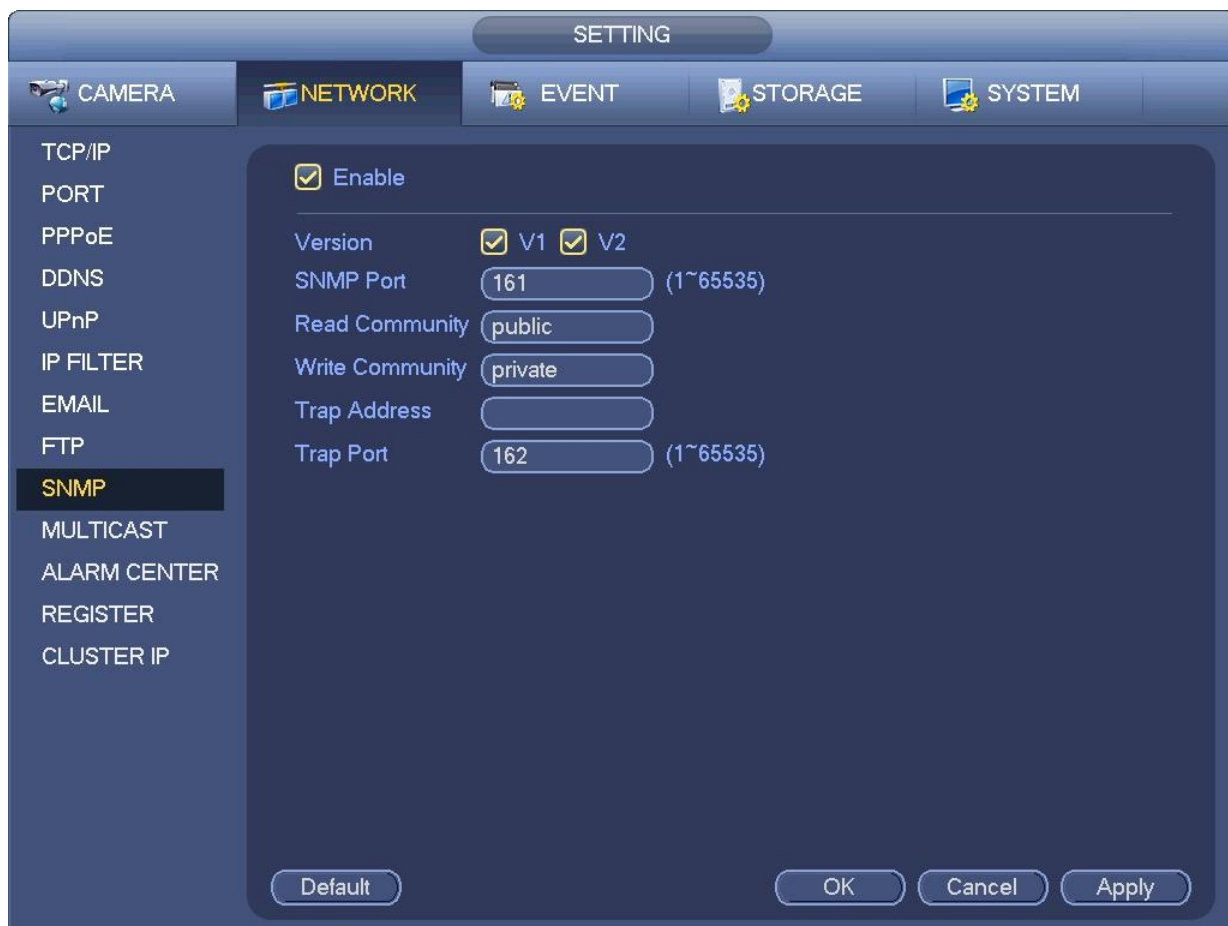 SETTING
CAMERA NETWORK EVENT STORAGE SYSTEM
TCP/IP
PORT
PPPoE
DDNS
UPnP
IP FILTER
EMAIL
FTP
SNMP
MULTICAST
ALARM CENTER
REGISTER
CLUSTER IP
Enable
Version V1 V2
SNMP Port 161 (1~65535)
Read Community public
Write Community private
Trap Address
Trap Port 162 (1~65535)
Default OK Cancel Apply